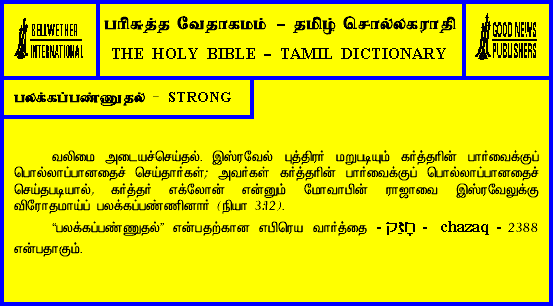 BELLWETHER
INTERNATIONAL
பரிசுத்த வேதாகமம் – தமிழ் சொல்லகராதி
THE HOLY BIBLE – TAMIL DICTIONARY
GOOD NEWS
PUBLISHERS
பலக்கப்பண்ணுதல் – STRONG
வலிமை அடையச்செய்தல். இஸ்ரவேல் புத்திரர் மறுபடியும் கர்த்தரின் பார்வைக்குப்
பொல்லாப்பானதைச் செய்தார்கள்; அவர்கள் கர்த்தரின் பார்வைக்குப் பொல்லாப்பானதைச்
செய்தபடியால், கர்த்தர் எக்லோன் என்னும் மோவாபின் ராஜாவை இஸ்ரவேலுக்கு
விரோதமாய்ப் பலக்கப்பண்ணினார் (நியா 3:12).
“பலக்கப்பண்ணுதல்” என்பதற்கான எபிரெய வார்த்தை - חָזַק - chazaq - 2388
என்பதாகும்.